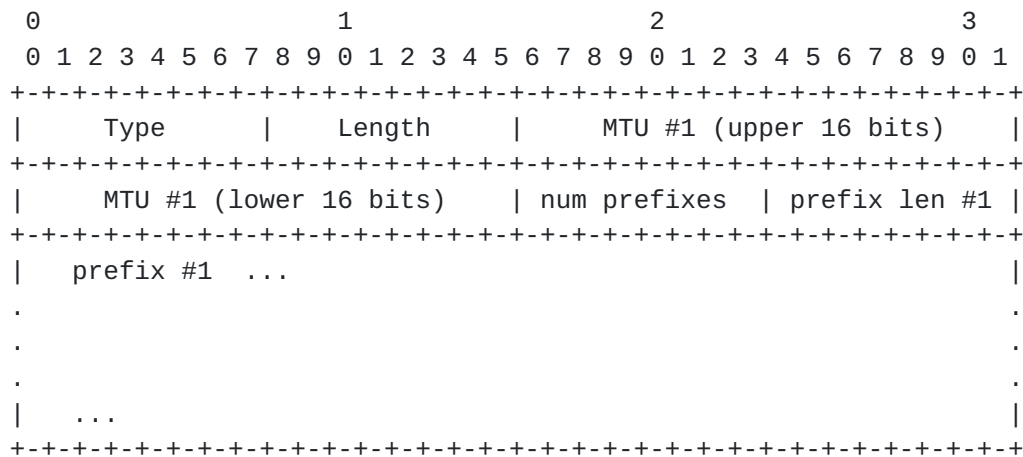 0                   1                   2                   3
 0 1 2 3 4 5 6 7 8 9 0 1 2 3 4 5 6 7 8 9 0 1 2 3 4 5 6 7 8 9 0 1
+-+-+-+-+-+-+-+-+-+-+-+-+-+-+-+-+-+-+-+-+-+-+-+-+-+-+-+-+-+-+-+-+
|     Type      |    Length     |     MTU #1 (upper 16 bits)    |
+-+-+-+-+-+-+-+-+-+-+-+-+-+-+-+-+-+-+-+-+-+-+-+-+-+-+-+-+-+-+-+-+
|     MTU #1 (lower 16 bits)    | num prefixes  | prefix len #1 |
+-+-+-+-+-+-+-+-+-+-+-+-+-+-+-+-+-+-+-+-+-+-+-+-+-+-+-+-+-+-+-+-+
|   prefix #1  ...                                              |
.                                                               .
.                                                               .
.                                                               .
|   ...                                                         |
+-+-+-+-+-+-+-+-+-+-+-+-+-+-+-+-+-+-+-+-+-+-+-+-+-+-+-+-+-+-+-+-+